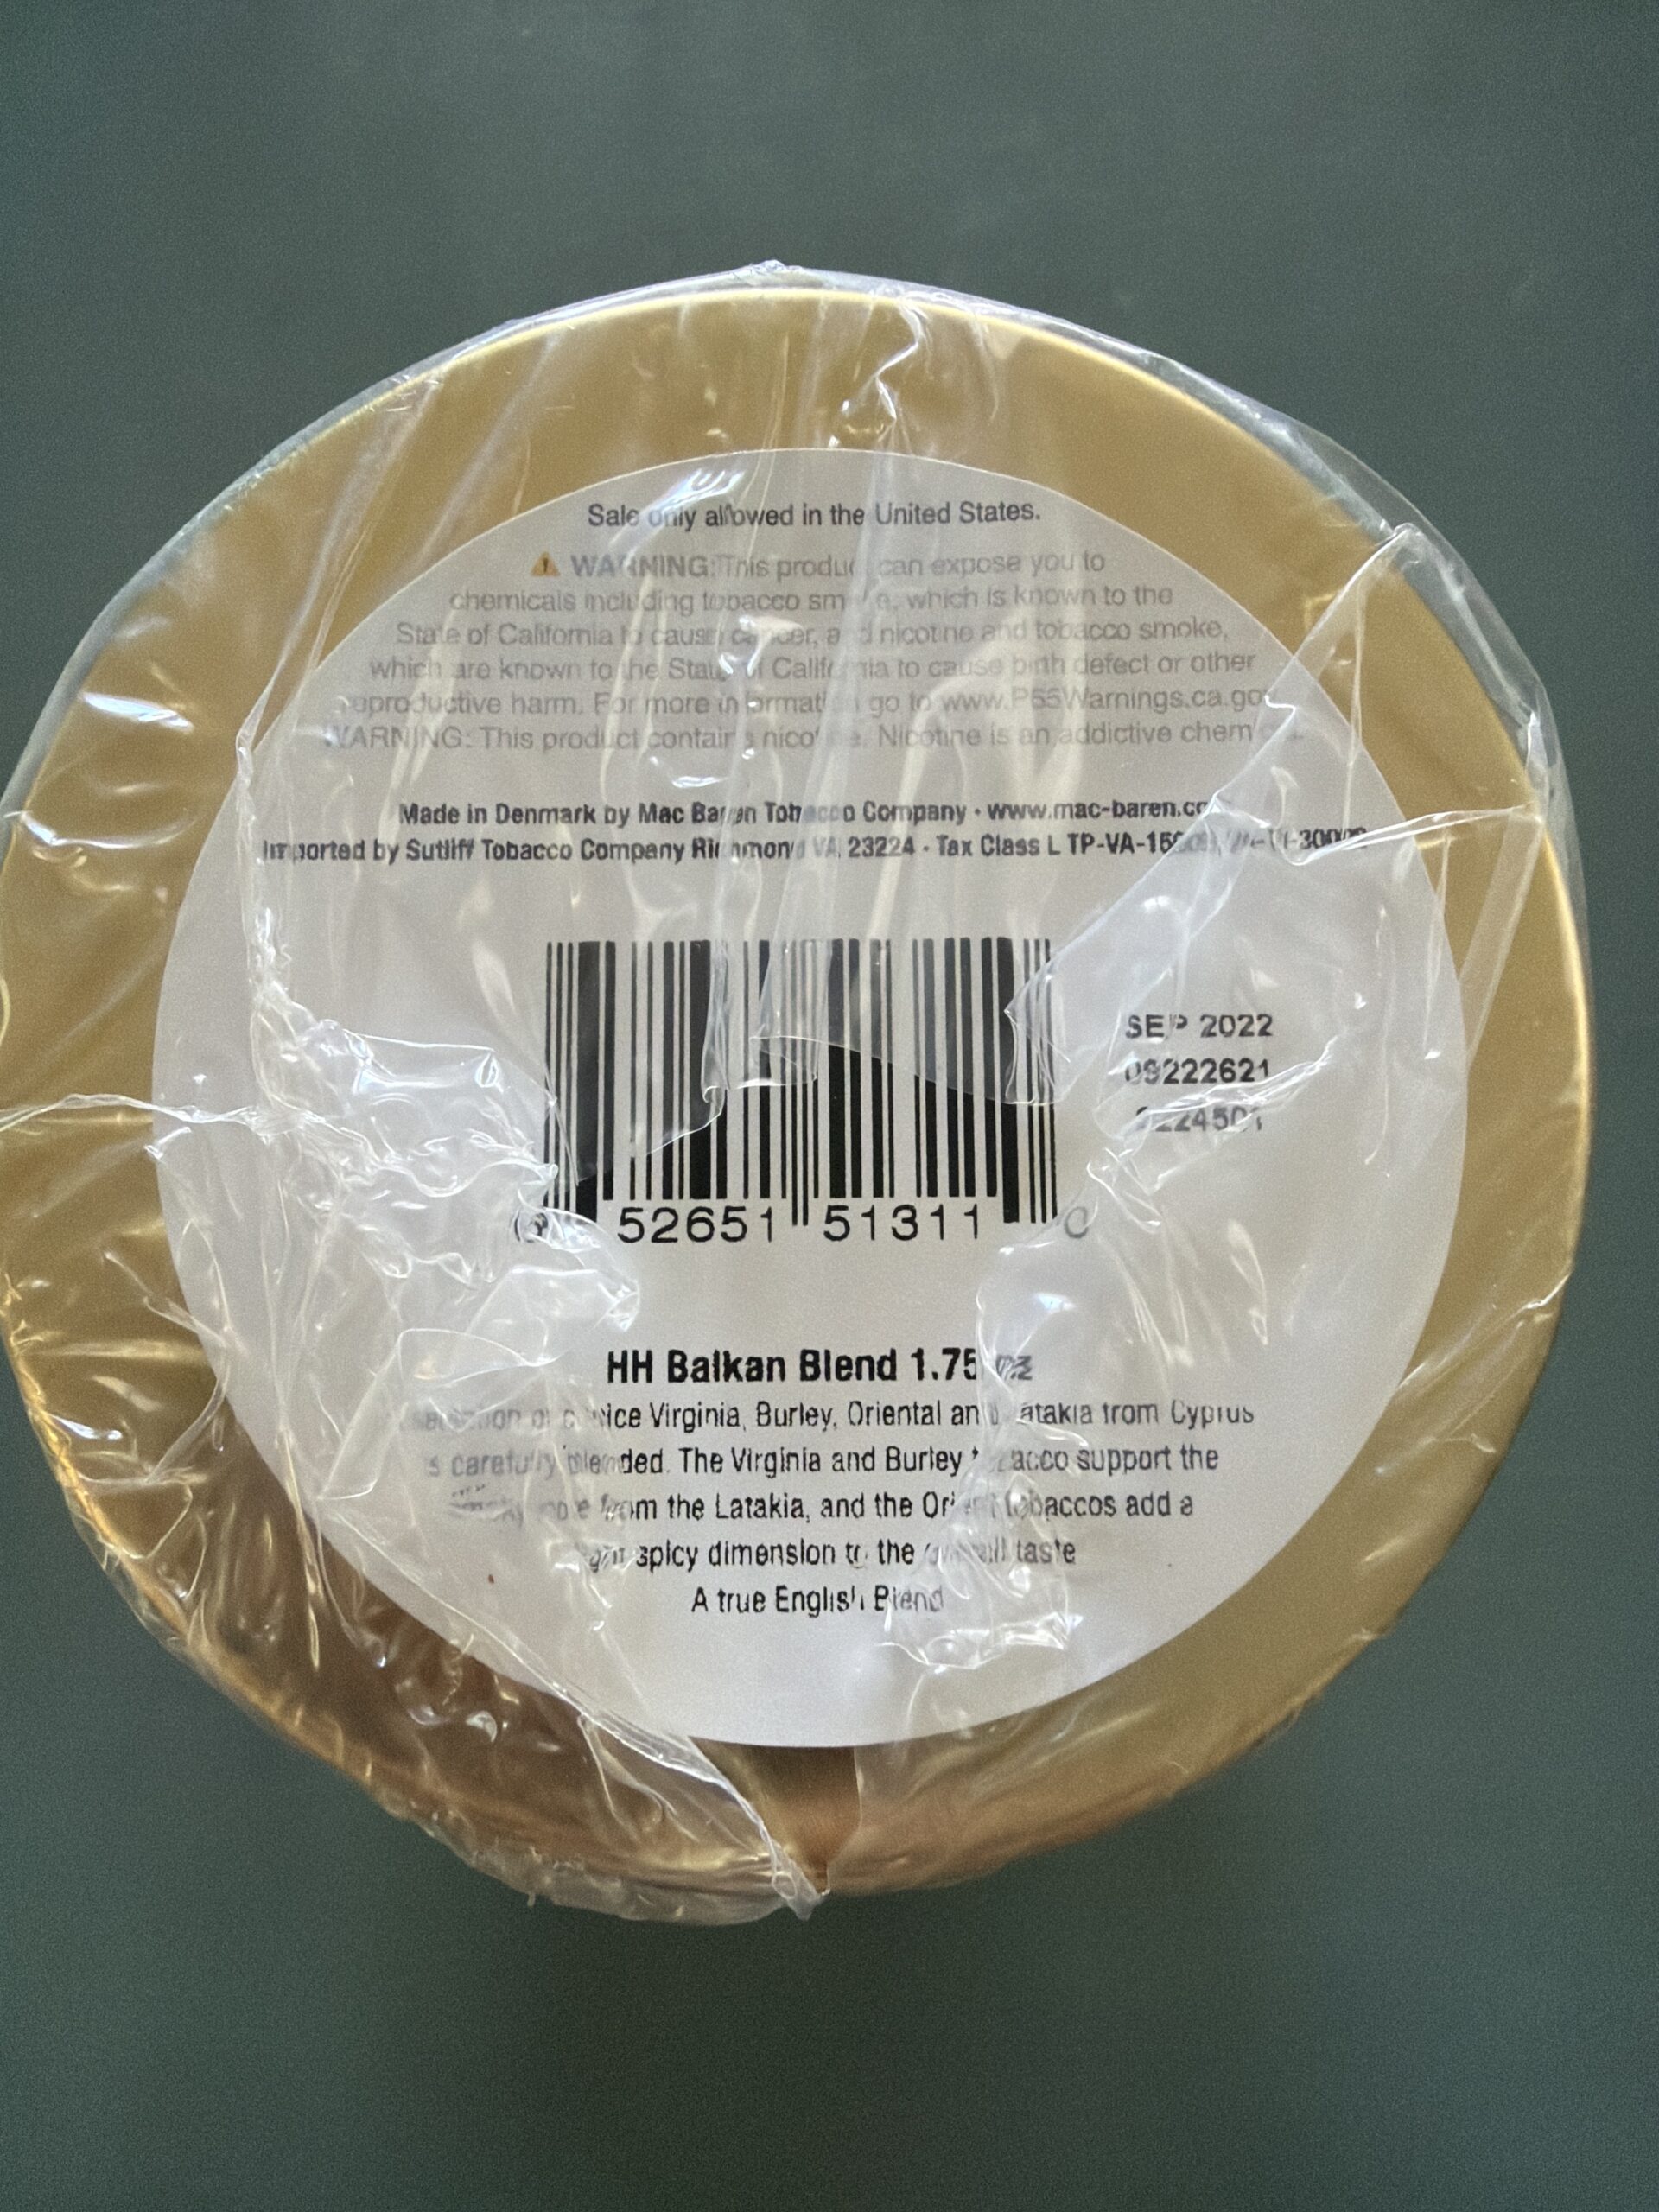 Sale only allowed in the United States.
⚠ WARNING: This product can expose you to
chemicals including tobacco smoke, which is known to the
State of California to cause cancer, and nicotine and tobacco smoke,
which are known to the State of California to cause birth defect or other
reproductive harm. For more information go to www.P65Warnings.ca.gov
WARNING: This product contains nicotine. Nicotine is an addictive chemical.
Made in Denmark by Mac Baren Tobacco Company • www.mac-baren.com
Imported by Sutliff Tobacco Company Richmond VA 23224 • Tax Class L
SEP 2022
09222621
52651 51311
HH Balkan Blend 1.75 oz
selection of choice Virginia, Burley, Oriental and Latakia from Cyprus
is carefully blended. The Virginia and Burley tobacco support the
from the Latakia, and the Orient tobaccos add a
light spicy dimension to the overall taste
A true English Blend